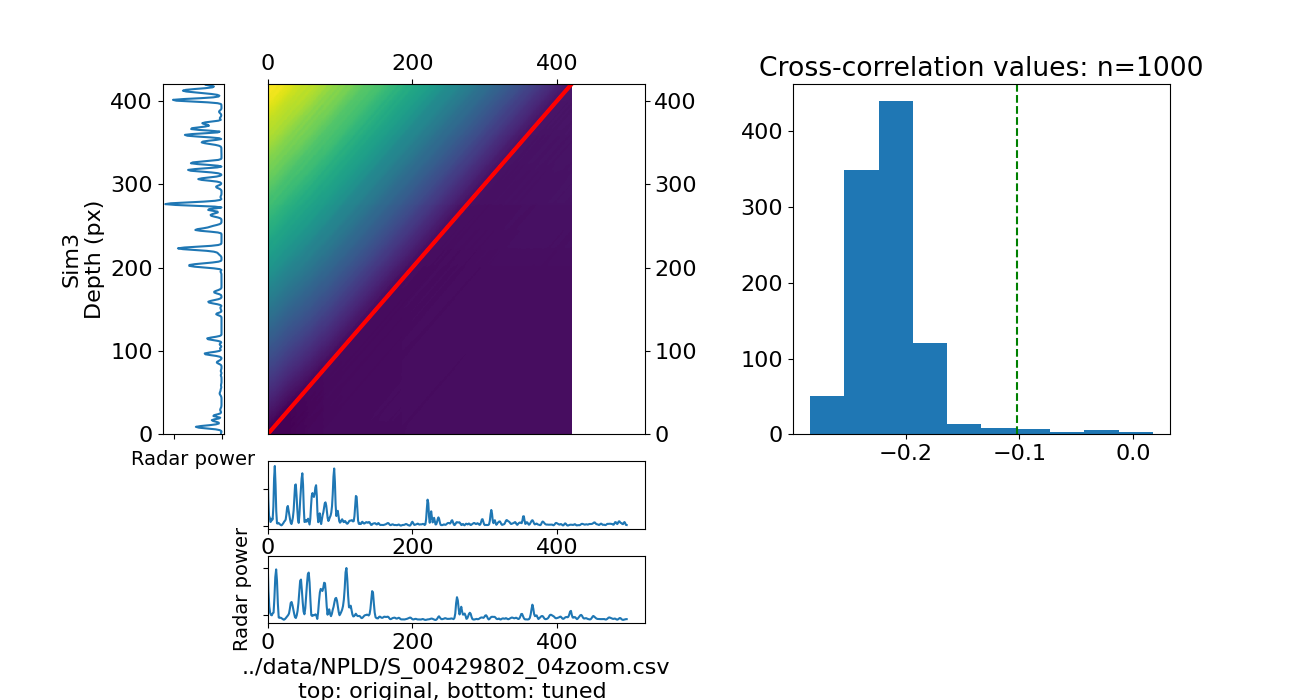 0 200 400
Cross-correlation values: n=1000
400
300
200
100
0
Sim3
Depth (px)
Radar power
400
300
200
100
0
400
300
200
100
0
−0.2 −0.1 0.0
0 200 400
Radar power
0 200 400
../data/NPLD/S_00429802_04zoom.csv
top: original, bottom: tuned